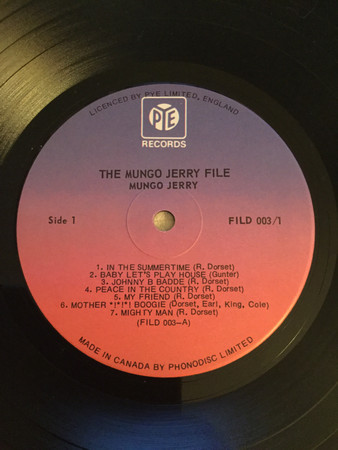 LICENCED BY PYE LIMITED, ENGLAND
PYE
RECORDS
THE MUNGO JERRY FILE
MUNGO JERRY
Side 1
FILD 003/1
1. IN THE SUMMERTIME (R. Dorset)
2. BABY LET'S PLAY HOUSE (Gunter)
3. JOHNNY B BADDE (R. Dorset)
4. PEACE IN THE COUNTRY (R. Dorset)
5. MY FRIEND (R. Dorset)
6. MOTHER *!*!*! BOOGIE (Dorset, Earl, King, Cole)
7. MIGHTY MAN (R. Dorset)
(FILD 003-A)
MADE IN CANADA BY PHONODISC LIMITED